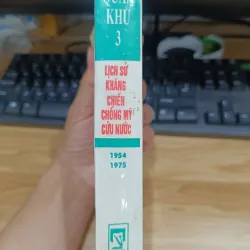 QUÂN
KHU
3
LỊCH SỬ
KHÁNG
CHIẾN
CHỐNG MỸ
CỨU NƯỚC
1954
1975